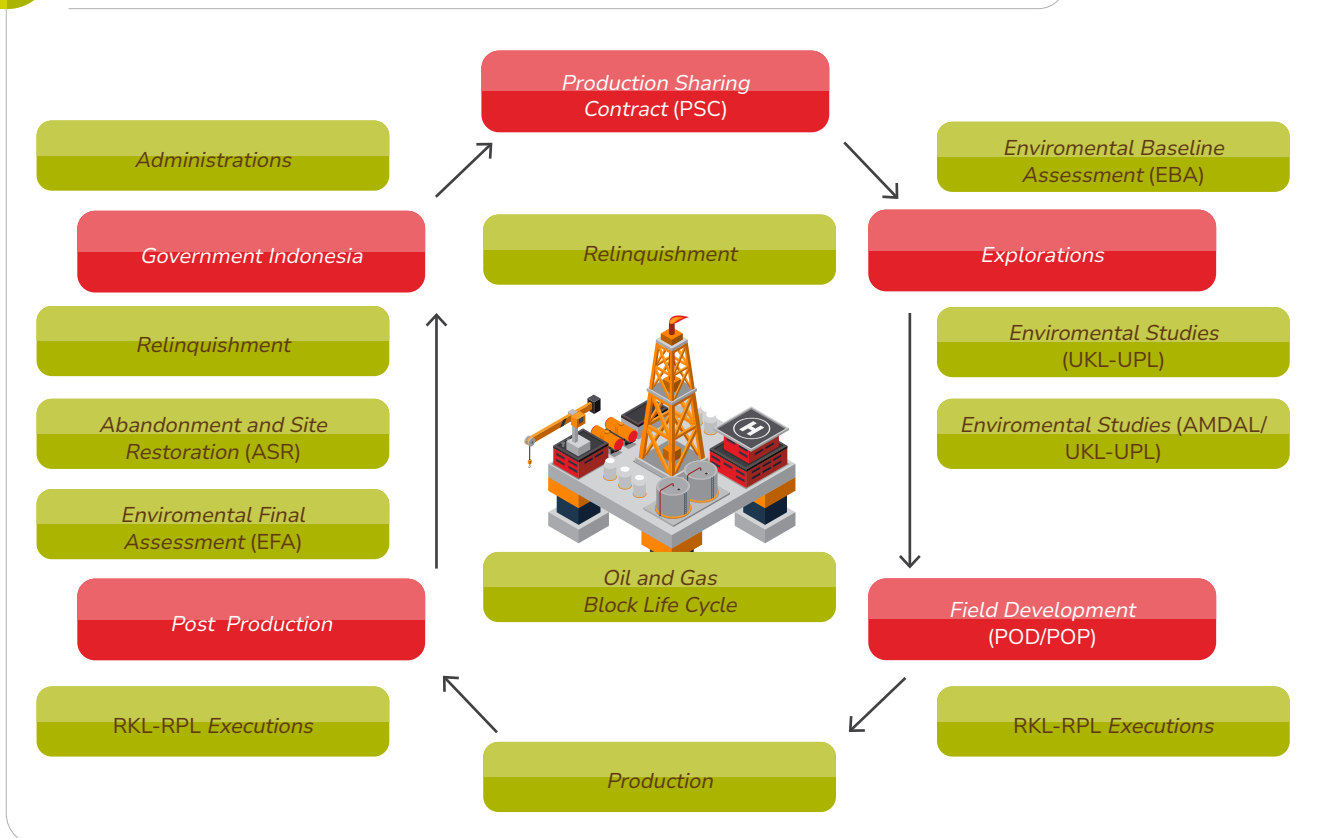 Production Sharing
Contract (PSC)
Administrations
Enviromental Baseline
Assessment (EBA)
Government Indonesia
Relinquishment
Explorations
Relinquishment
Enviromental Studies
(UKL-UPL)
Abandonment and Site
Restoration (ASR)
Enviromental Studies (AMDAL/
UKL-UPL)
H
Enviromental Final
Assessment (EFA)
Oil and Gas
Block Life Cycle
Post Production
Field Development
(POD/POP)
RKL-RPL Executions
RKL-RPL Executions
Production